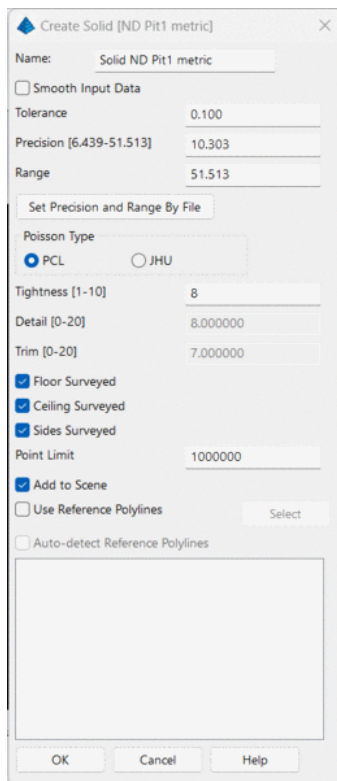 Create Solid [ND Pit1 metric]
Name: Solid ND Pit1 metric
Smooth Input Data
Tolerance 0.100
Precision [6.439-51.513] 10.303
Range 51.513
Set Precision and Range By File
Poisson Type
PCL JHU
Tightness [1-10] 8
Detail [0-20] 8.000000
Trim [0-20] 7.000000
Floor Surveyed
Ceiling Surveyed
Sides Surveyed
Point Limit 1000000
Add to Scene
Use Reference Polylines Select
Auto-detect Reference Polylines
OK Cancel Help